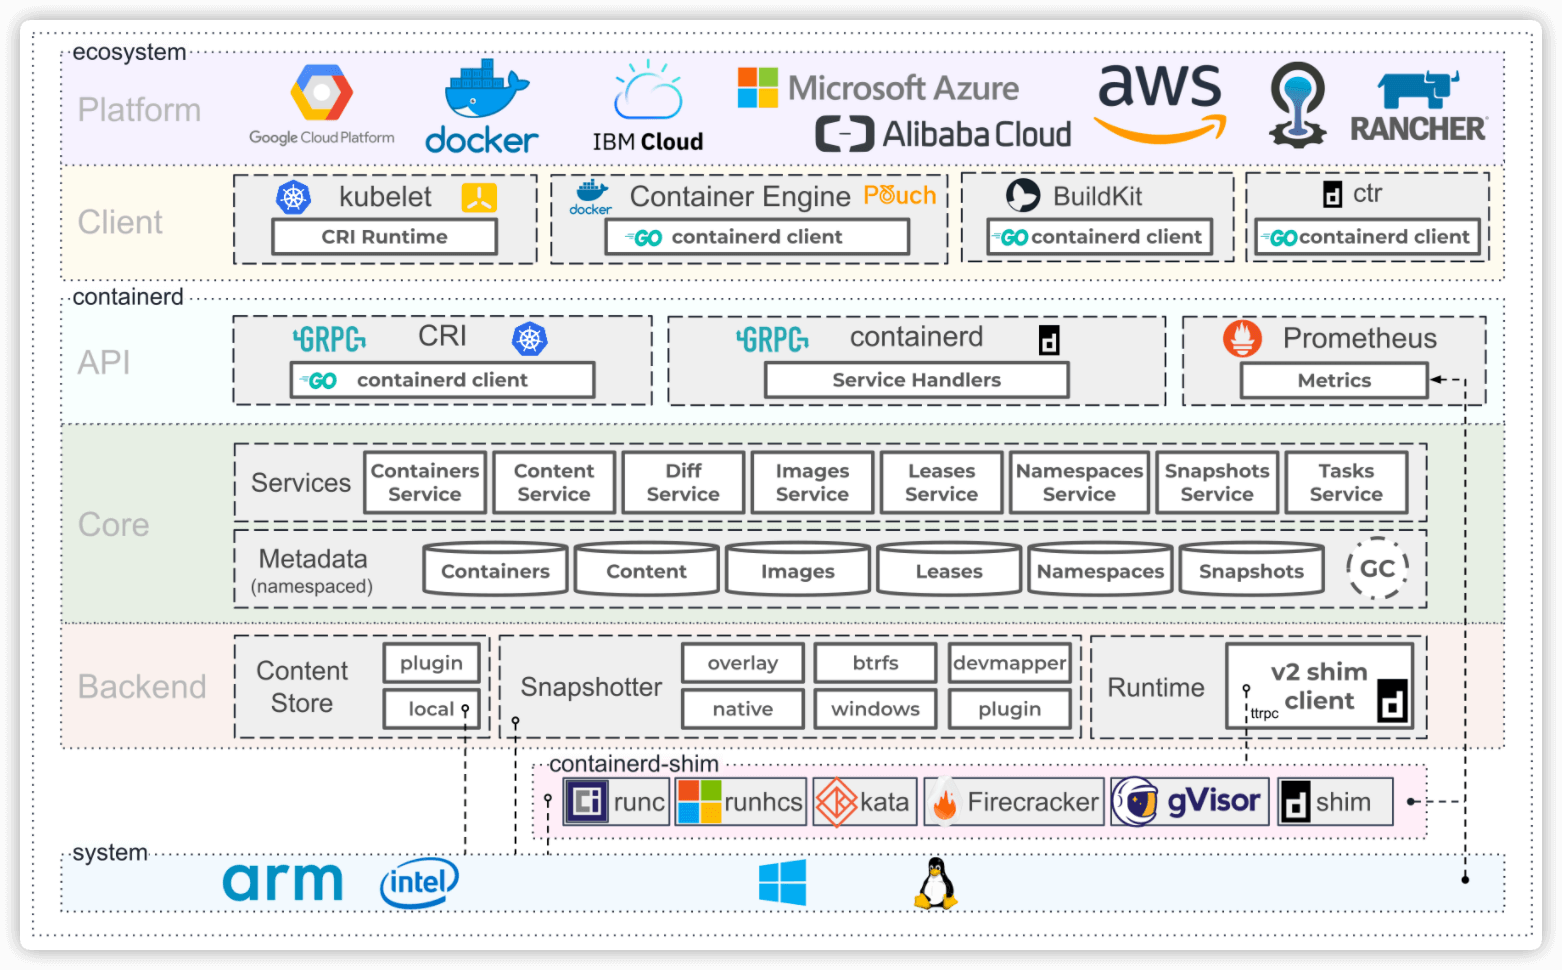 ecosystem
Platform
Google Cloud Platform
docker
IBM Cloud
Microsoft Azure
Alibaba Cloud
aws
RANCHER
Client
kubelet
CRI Runtime
docker
Container Engine
Pouch
GO containerd client
BuildKit
GO containerd client
ctr
GO containerd client
containerd
API
GRPC
CRI
GO containerd client
GRPC
containerd
Service Handlers
Prometheus
Metrics
Core
Services
Containers
Service
Content
Service
Diff
Service
Images
Service
Leases
Service
Namespaces
Service
Snapshots
Service
Tasks
Service
Metadata
(namespaced)
Containers
Content
Images
Leases
Namespaces
Snapshots
GC
Backend
Content
Store
plugin
local
Snapshotter
overlay
btrfs
devmapper
native
windows
plugin
Runtime
v2 shim
client
ttrpc
containerd-shim
runc
runhcs
kata
Firecracker
gVisor
shim
system
arm
intel